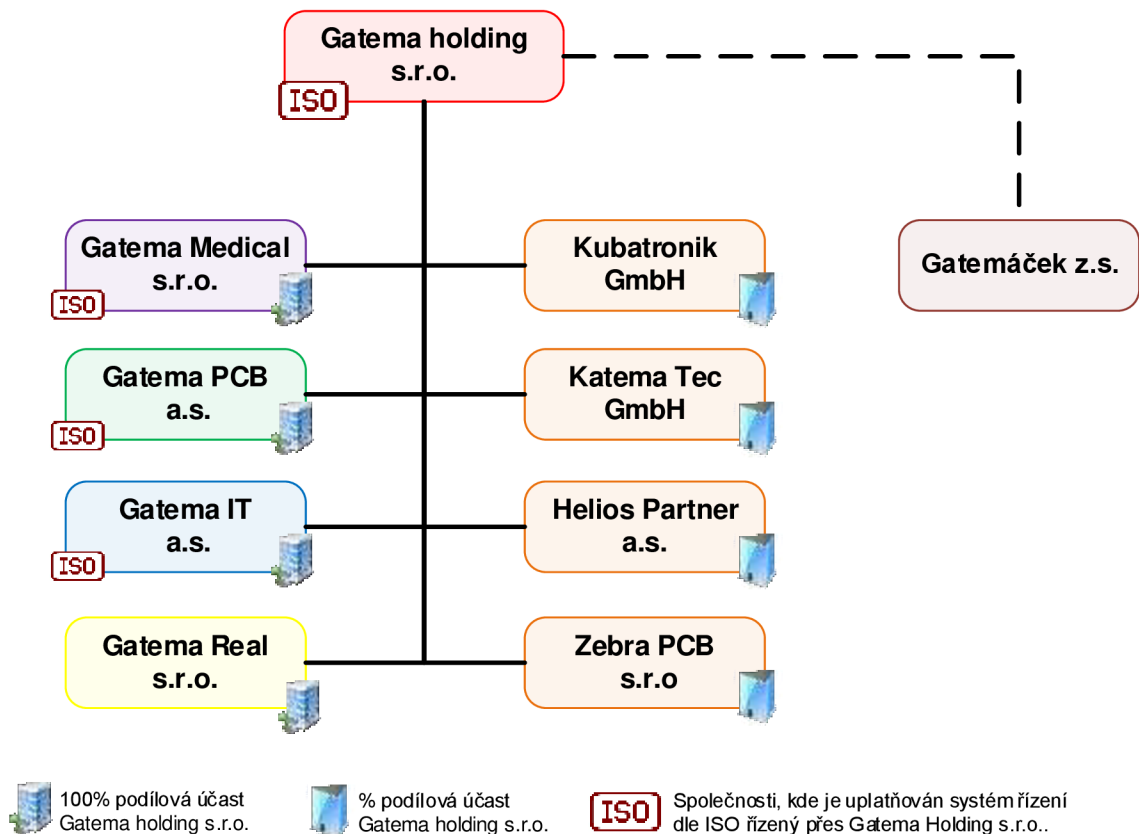 Gatema holding
s.r.o.
ISO
Gatema Medical
s.r.o.
ISO
Kubatronik
GmbH
Gatemáček z.s.
Gatema PCB
a.s.
ISO
Katema Tec
GmbH
Gatema IT
a.s.
ISO
Helios Partner
a.s.
Gatema Real
s.r.o.
Zebra PCB
s.r.o
100% podílová účast
Gatema holding s.r.o.
% podílová účast
Gatema holding s.r.o.
ISO
Společnosti, kde je uplatňován systém řízení
dle ISO řízený přes Gatema Holding s.r.o..